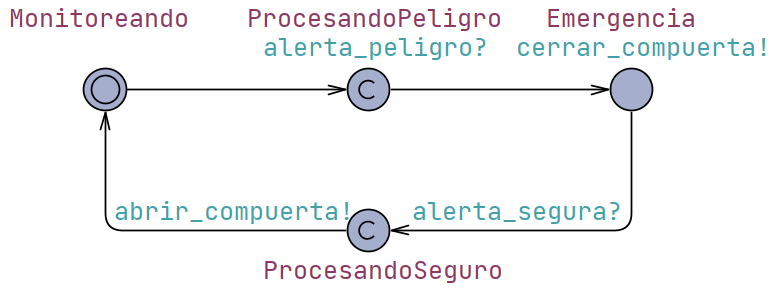 Monitoreando
ProcesandoPeligro
Emergencia
alerta_peligro?
cerrar_compuerta!
C
abrir_compuerta!
alerta_segura?
C
ProcesandoSeguro